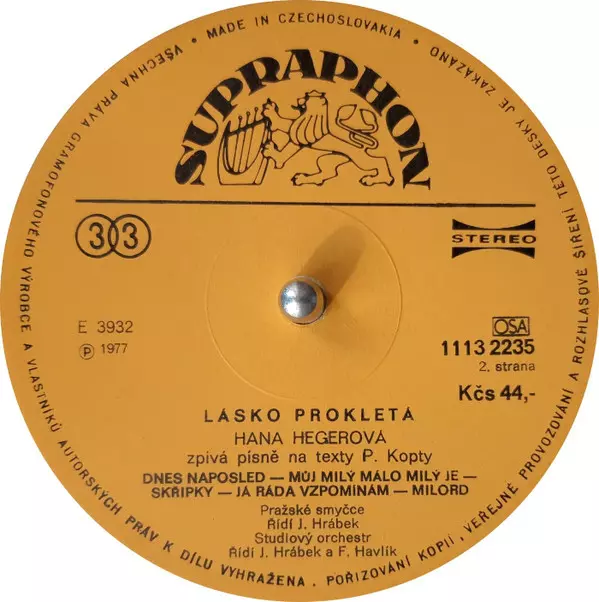 VŠECHNA PRÁVA GRAMOFONOVÉHO VÝROBCE A VLASTNÍKŮ AUTORSKÝCH PRÁV K DÍLU VYHRAŽENA. POŘIZOVÁNÍ KOPIÍ, VEŘEJNÉ PROVOZOVÁNÍ A ROZHLASOVÉ ŠÍŘENÍ TÉTO DESKY JE ZAKÁZÁNO • MADE IN CZECHOSLOVAKIA •
SUPRAPHON
33
STEREO
E 3932
Ⓟ 1977
OSA
1113 2235
2. strana
Kčs 44,-
LÁSKO PROKLETÁ
HANA HEGEROVÁ
zpívá písně na texty P. Kopty
DNES NAPOSLED — MŮJ MILÝ MÁLO MILÝ JE —
SKŘIPKY — JÁ RÁDA VZPOMÍNÁM — MILORD
Pražské smyčce
Řídí J. Hrábek
Studiový orchestr
Řídí J. Hrábek a F. Havlík